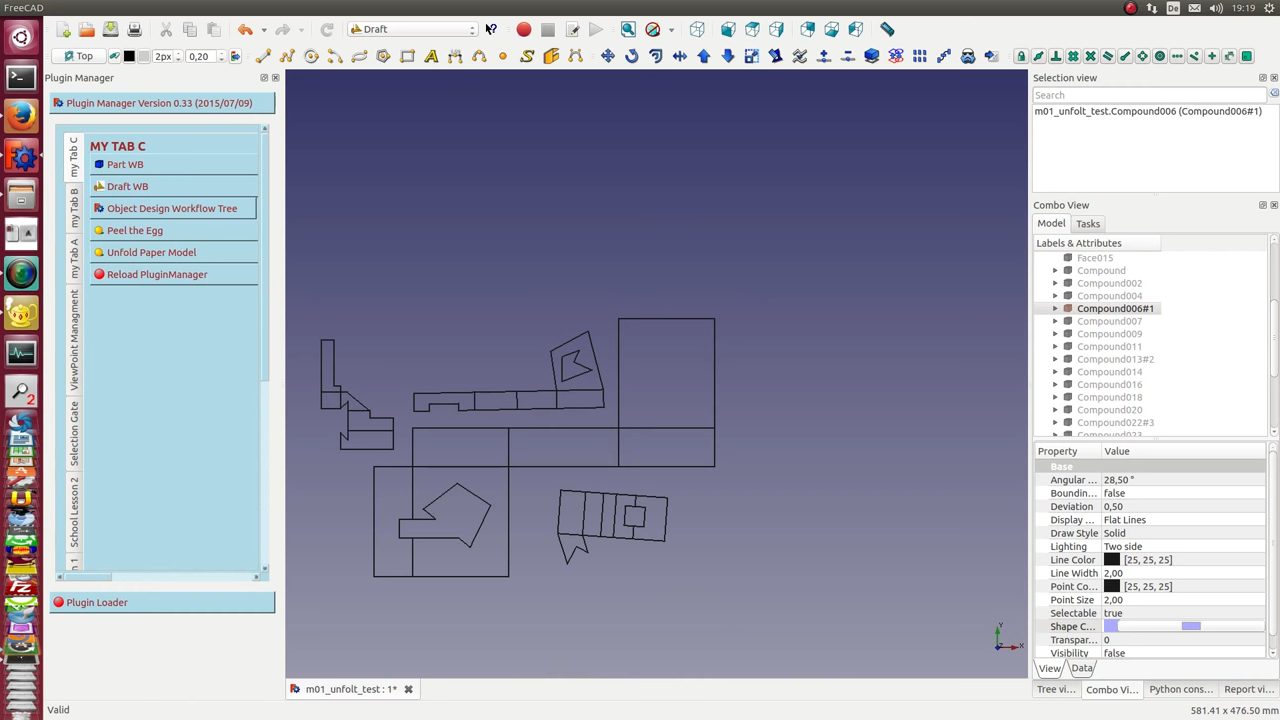 FreeCAD
De
19:19
Draft
Top
2px
0,20
Plugin Manager
Plugin Manager Version 0.33 (2015/07/09)
my Tab C
my Tab B
my Tab A
ViewPoint Managment
Selection Gate
School Lesson 2
MY TAB C
Part WB
Draft WB
Object Design Workflow Tree
Peel the Egg
Unfold Paper Model
Reload PluginManager
Plugin Loader
Y
X
m01_unfolt_test : 1*
Selection view
Search
m01_unfolt_test.Compound006 (Compound006#1)
Combo View
Model
Tasks
Labels & Attributes
Face015
Compound
Compound002
Compound004
Compound006#1
Compound007
Compound009
Compound011
Compound013#2
Compound014
Compound016
Compound018
Compound020
Compound022#3
Compound023
Property Value
Base
Angular ... 28,50 °
Boundin... false
Deviation 0,50
Display ... Flat Lines
Draw Style Solid
Lighting Two side
Line Color [25, 25, 25]
Line Width 2,00
Point Co... [25, 25, 25]
Point Size 2,00
Selectable true
Shape C...
Transpar... 0
Visibility false
View
Data
Tree vi...
Combo Vi...
Python cons...
Report vi...
Valid
581.41 x 476.50 mm